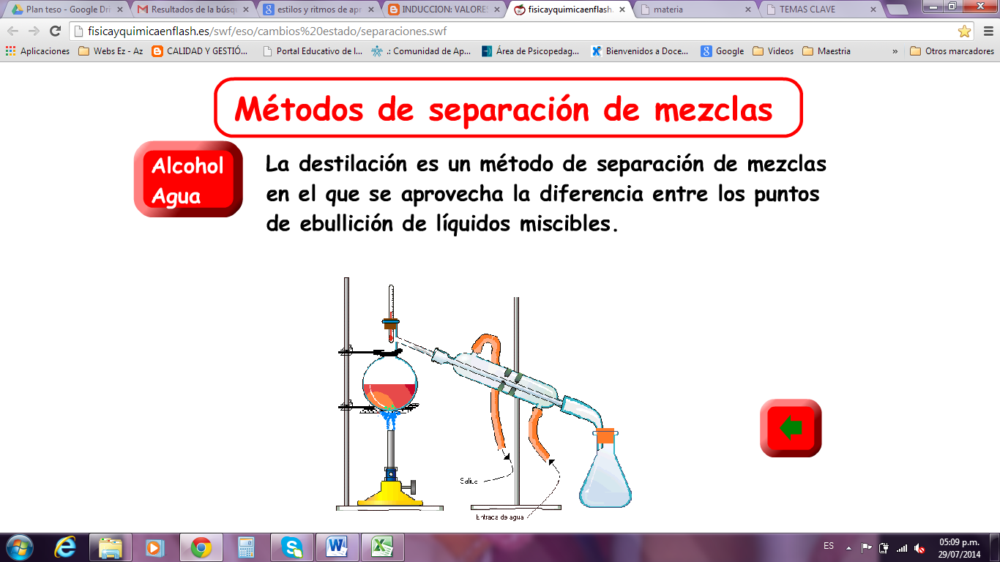 Plan teso - Google Dri
Resultados de la búsqu
estilos y ritmos de apr
INDUCCION: VALORES
fisicayquimicaenflash.
materia
TEMAS CLAVE
fisicayquimicaenflash.es/swf/eso/cambios%20estado/separaciones.swf
Aplicaciones
Webs Ez - Az
CALIDAD Y GESTIÓ...
Portal Educativo de l...
.: Comunidad de Ap...
Área de Psicopedag...
Bienvenidos a Doce...
Google
Videos
Maestria
»
Otros marcadores
Métodos de separación de mezclas
Alcohol
Agua
La destilación es un método de separación de mezclas
en el que se aprovecha la diferencia entre los puntos
de ebullición de líquidos miscibles.
Entrada de agua
ES
05:09 p.m.
29/07/2014